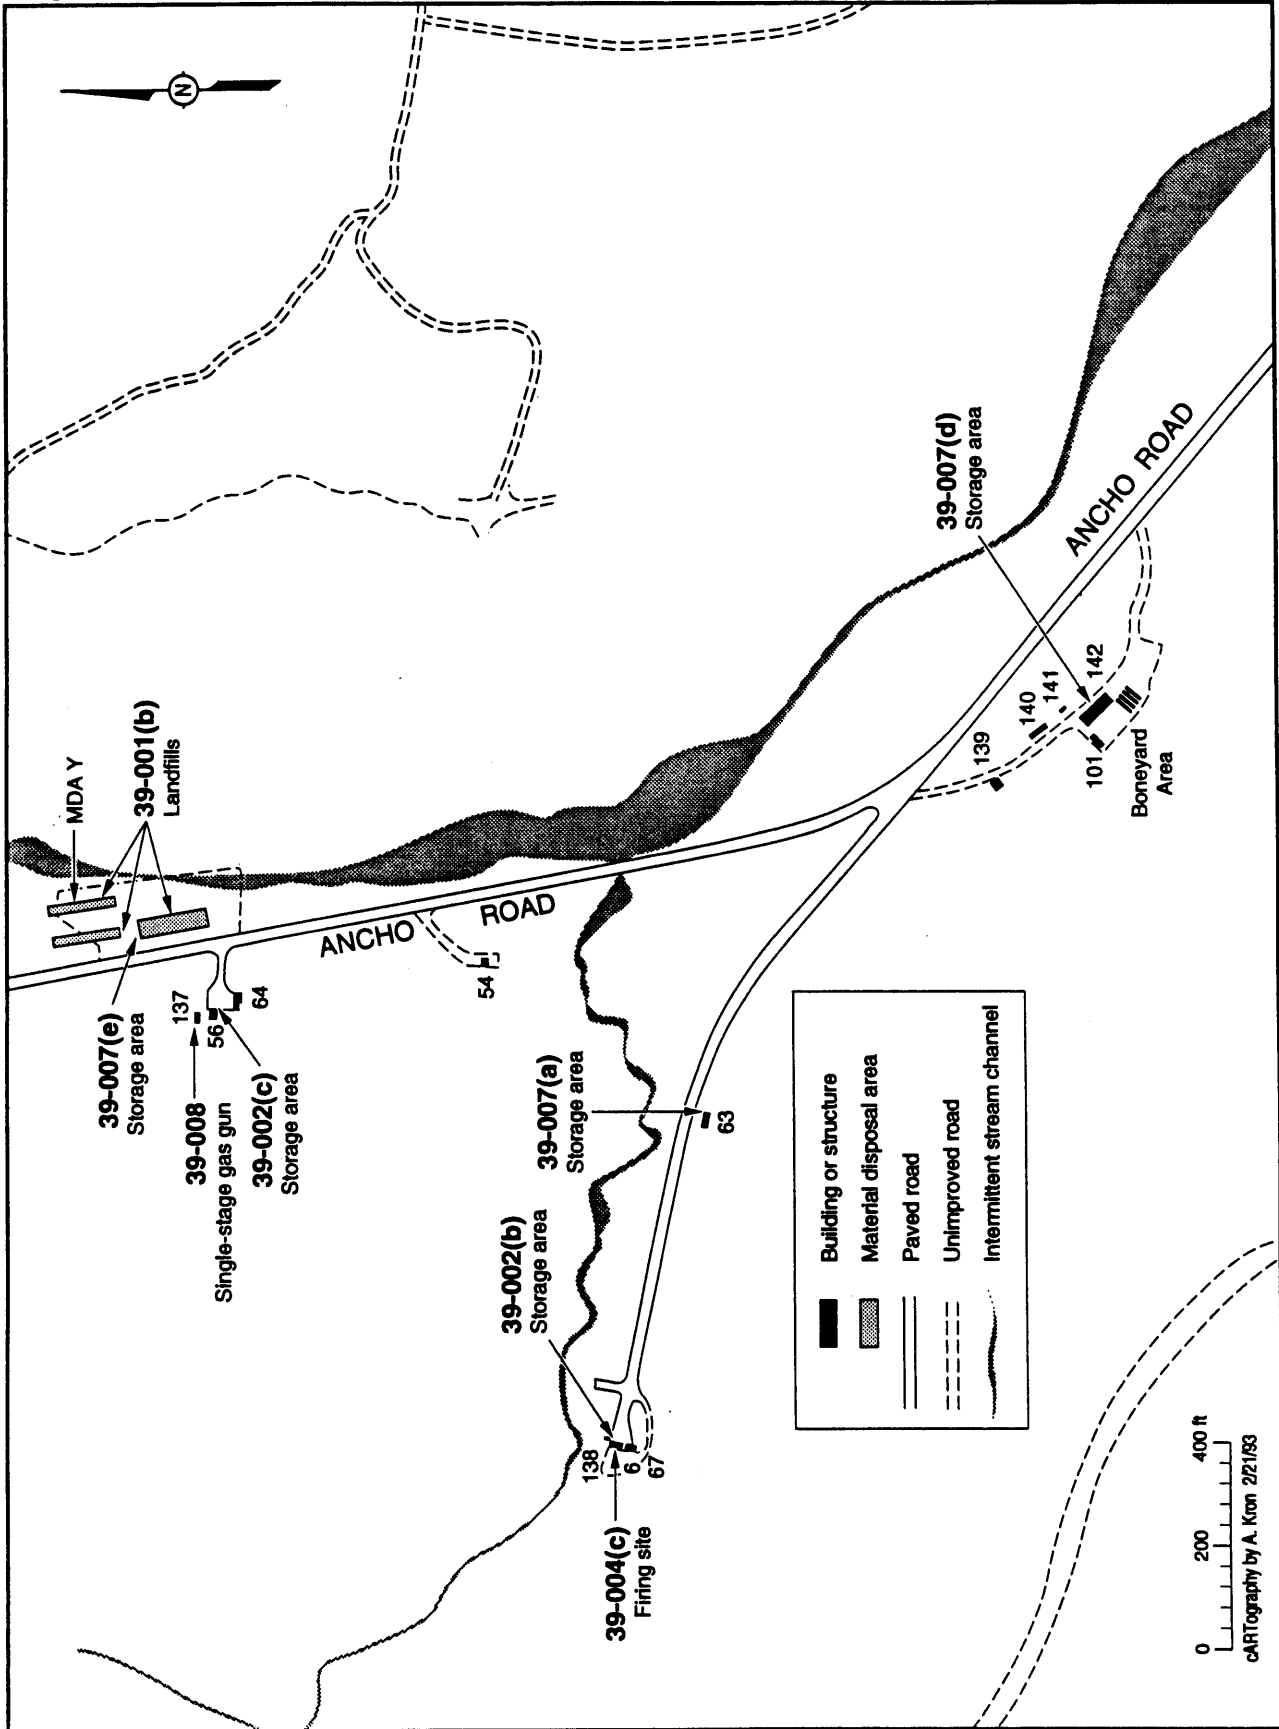 N
MDA Y
39-001(b)
Landfills
39-007(e)
Storage area
137
39-008
Single-stage gas gun
56
64
39-002(c)
Storage area
ANCHO ROAD
54
39-007(a)
Storage area
63
39-002(b)
Storage area
138
6
67
39-004(c)
Firing site
39-007(d)
Storage area
ANCHO ROAD
139
140
141
142
101
Boneyard
Area
Building or structure
Material disposal area
Paved road
Unimproved road
Intermittent stream channel
0 200 400 ft
cARTography by A. Kron 2/21/93